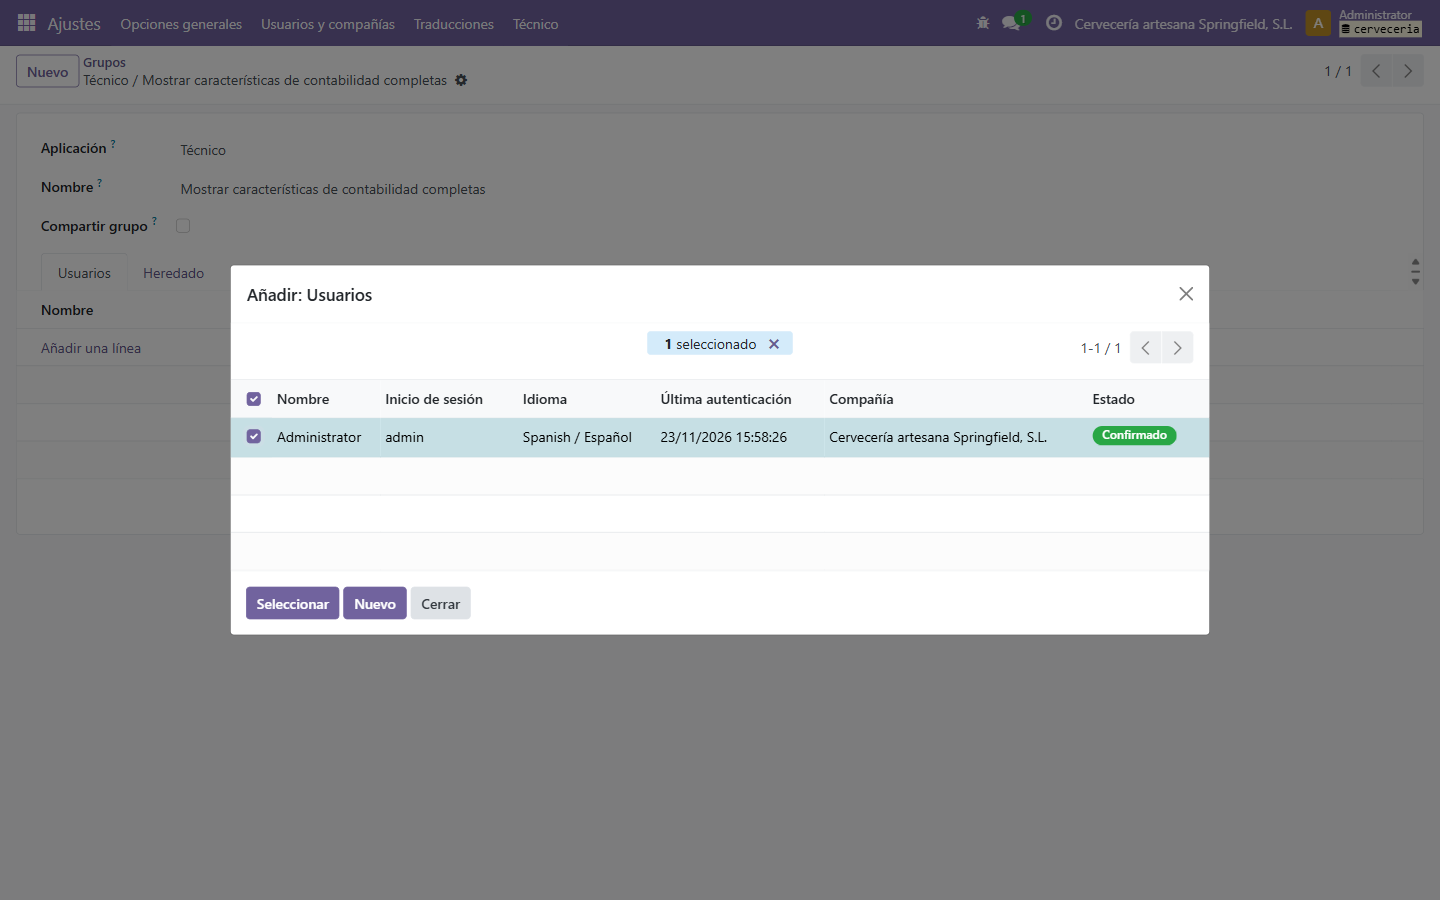 Ajustes Opciones generales Usuarios y compañías Traducciones Técnico 1 Cervecería artesana Springfield, S.L. A Administrator
cerveceria
Nuevo Grupos
Técnico / Mostrar características de contabilidad completas 1 / 1
Aplicación ? Técnico
Nombre ? Mostrar características de contabilidad completas
Compartir grupo ?
Usuarios Heredado
Nombre
Añadir una línea
Añadir: Usuarios
1 seleccionado 1-1 / 1
Nombre Inicio de sesión Idioma Última autenticación Compañía Estado
Administrator admin Spanish / Español 23/11/2026 15:58:26 Cervecería artesana Springfield, S.L. Confirmado
Seleccionar Nuevo Cerrar